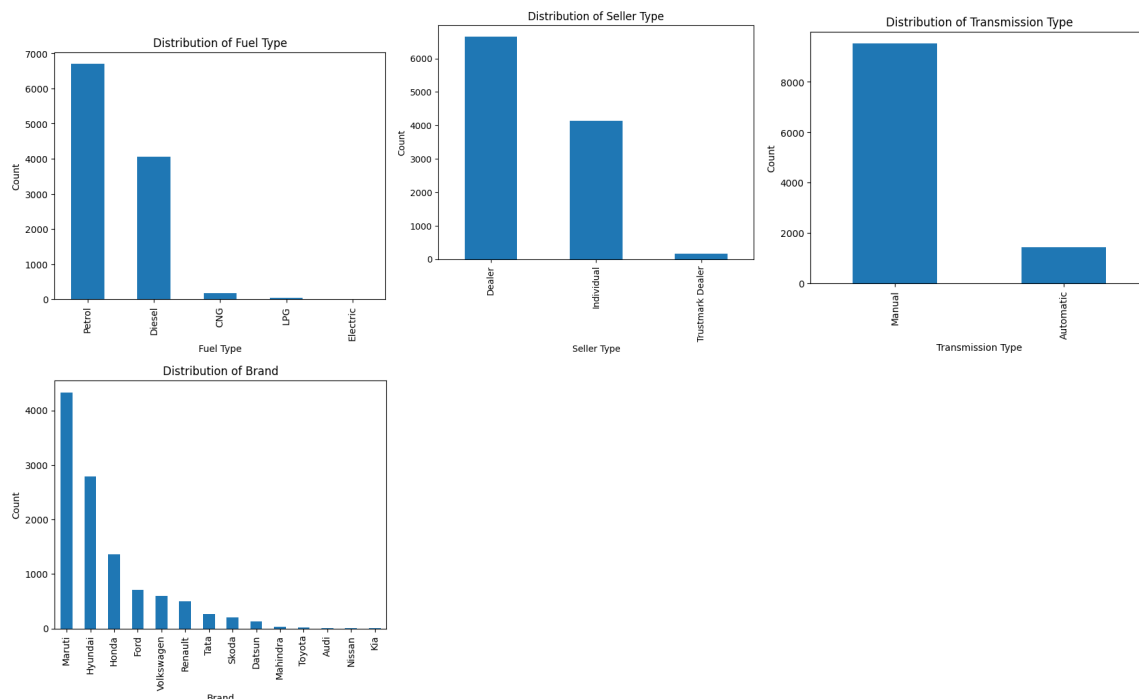 Distribution of Fuel Type
7000
6000
5000
4000
3000
2000
1000
0
Count
Petrol
Diesel
CNG
LPG
Electric
Fuel Type
Distribution of Seller Type
6000
5000
4000
3000
2000
1000
0
Count
Dealer
Individual
Trustmark Dealer
Seller Type
Distribution of Transmission Type
8000
6000
4000
2000
0
Count
Manual
Automatic
Transmission Type
Distribution of Brand
4000
3000
2000
1000
0
Count
Maruti
Hyundai
Honda
Ford
Volkswagen
Renault
Tata
Skoda
Datsun
Mahindra
Toyota
Audi
Nissan
Kia
Brand